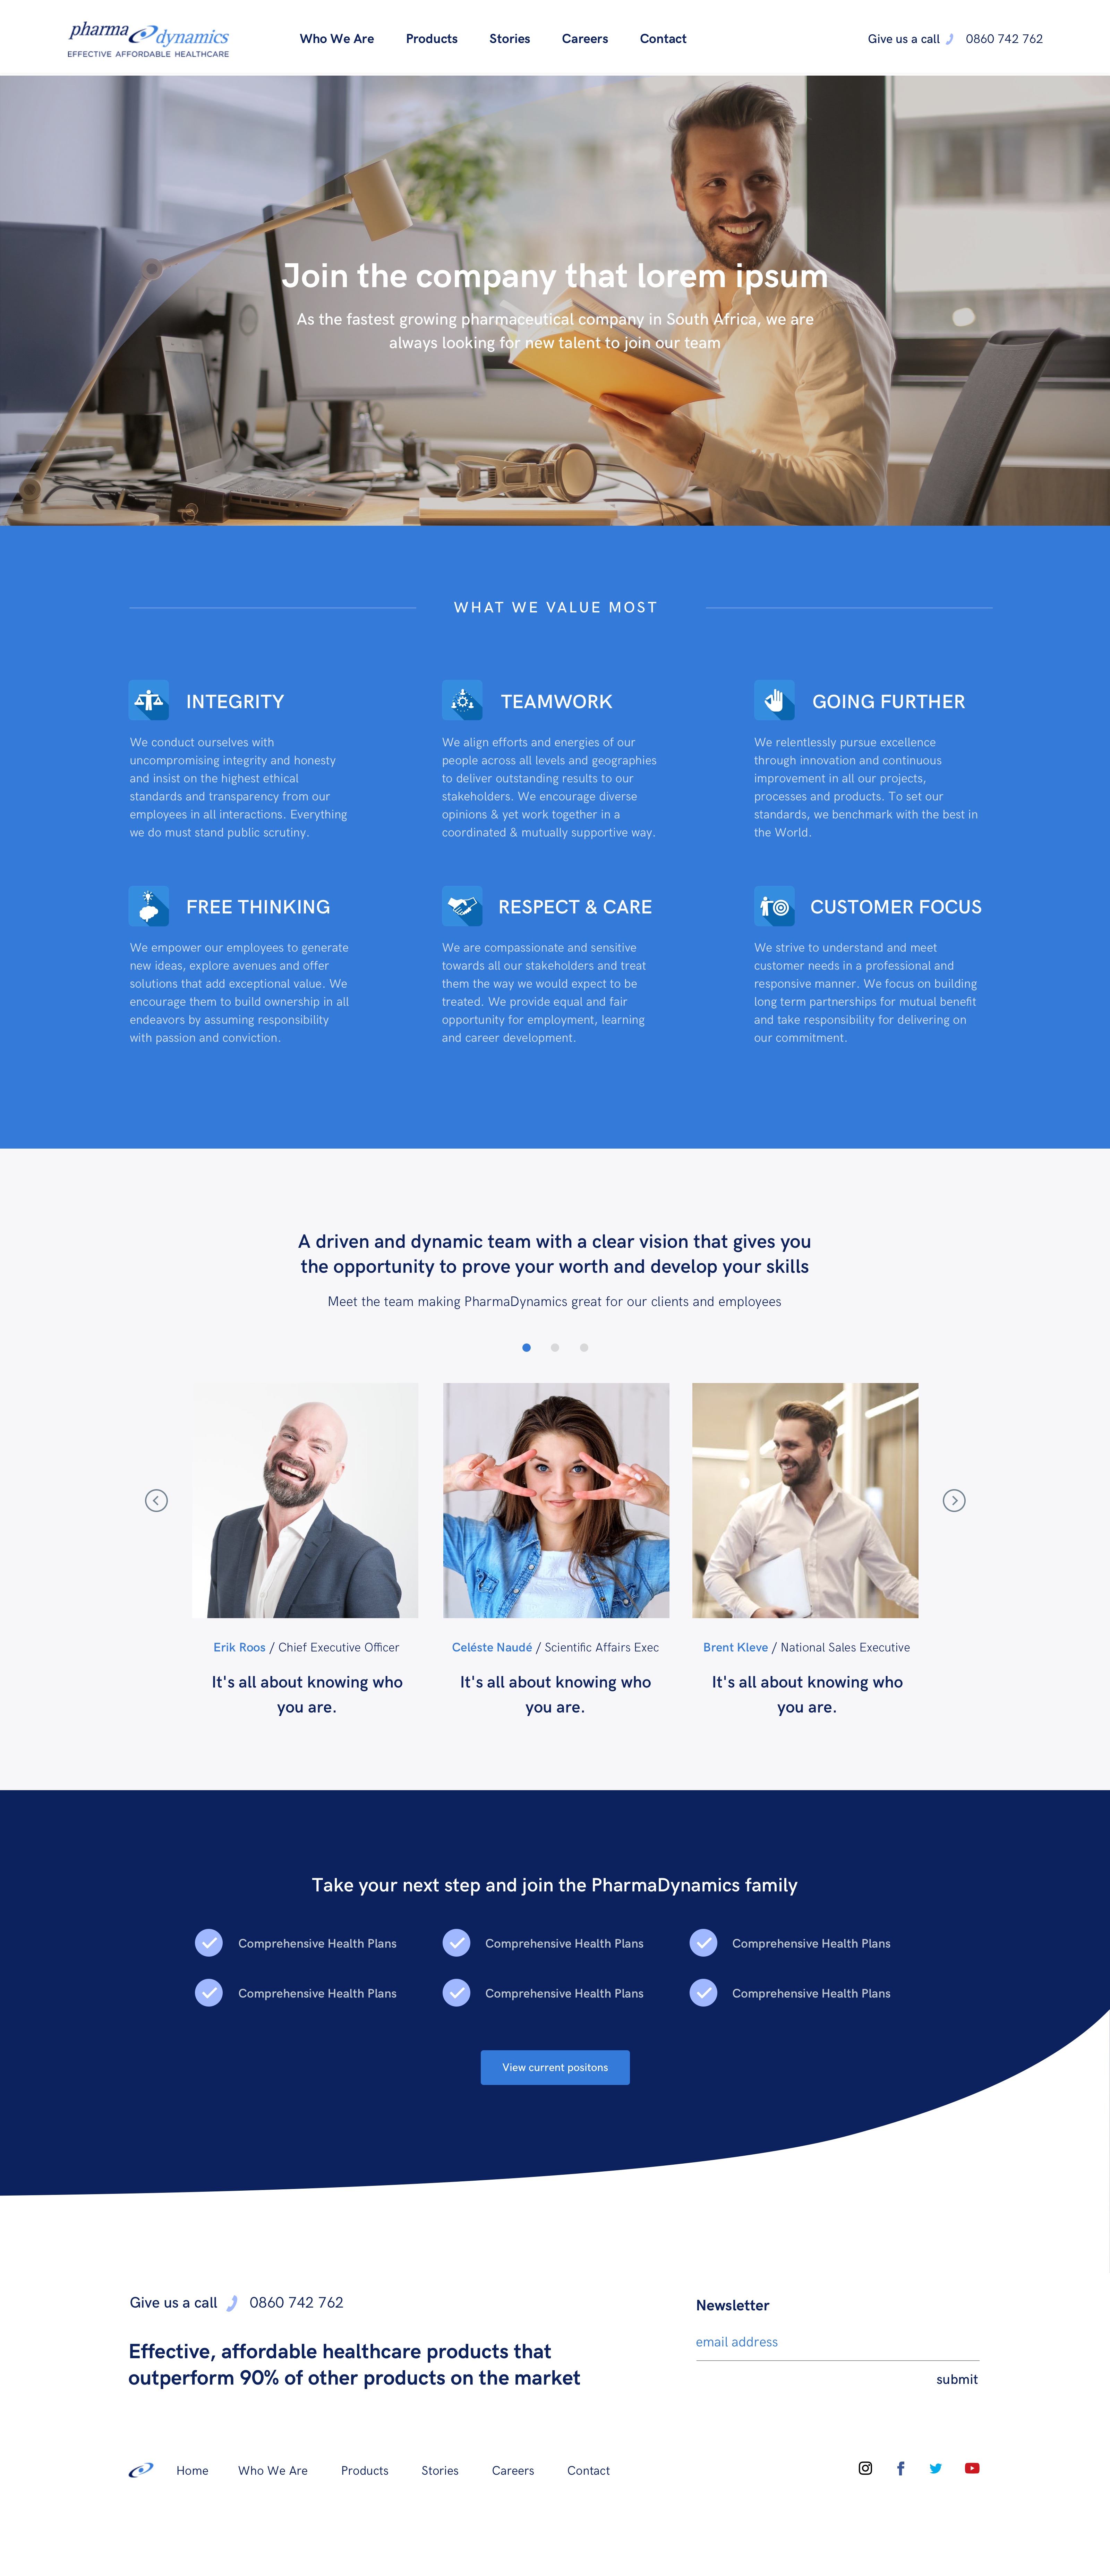 pharma dynamics
EFFECTIVE AFFORDABLE HEALTHCARE
Who We Are Products Stories Careers Contact
Give us a call 0860 742 762
Join the company that lorem ipsum
As the fastest growing pharmaceutical company in South Africa, we are
always looking for new talent to join our team
WHAT WE VALUE MOST
INTEGRITY
We conduct ourselves with
uncompromising integrity and honesty
and insist on the highest ethical
standards and transparency from our
employees in all interactions. Everything
we do must stand public scrutiny.
TEAMWORK
We align efforts and energies of our
people across all levels and geographies
to deliver outstanding results to our
stakeholders. We encourage diverse
opinions & yet work together in a
coordinated & mutually supportive way.
GOING FURTHER
We relentlessly pursue excellence
through innovation and continuous
improvement in all our projects,
processes and products. To set our
standards, we benchmark with the best in
the World.
FREE THINKING
We empower our employees to generate
new ideas, explore avenues and offer
solutions that add exceptional value. We
encourage them to build ownership in all
endeavors by assuming responsibility
with passion and conviction.
RESPECT & CARE
We are compassionate and sensitive
towards all our stakeholders and treat
them the way we would expect to be
treated. We provide equal and fair
opportunity for employment, learning
and career development.
CUSTOMER FOCUS
We strive to understand and meet
customer needs in a professional and
responsive manner. We focus on building
long term partnerships for mutual benefit
and take responsibility for delivering on
our commitment.
A driven and dynamic team with a clear vision that gives you
the opportunity to prove your worth and develop your skills
Meet the team making PharmaDynamics great for our clients and employees
Erik Roos / Chief Executive Officer
It's all about knowing who
you are.
Celéste Naudé / Scientific Affairs Exec
It's all about knowing who
you are.
Brent Kleve / National Sales Executive
It's all about knowing who
you are.
Take your next step and join the PharmaDynamics family
Comprehensive Health Plans Comprehensive Health Plans Comprehensive Health Plans
Comprehensive Health Plans Comprehensive Health Plans Comprehensive Health Plans
View current positons
Give us a call 0860 742 762
Effective, affordable healthcare products that
outperform 90% of other products on the market
Newsletter
email address
submit
Home Who We Are Products Stories Careers Contact